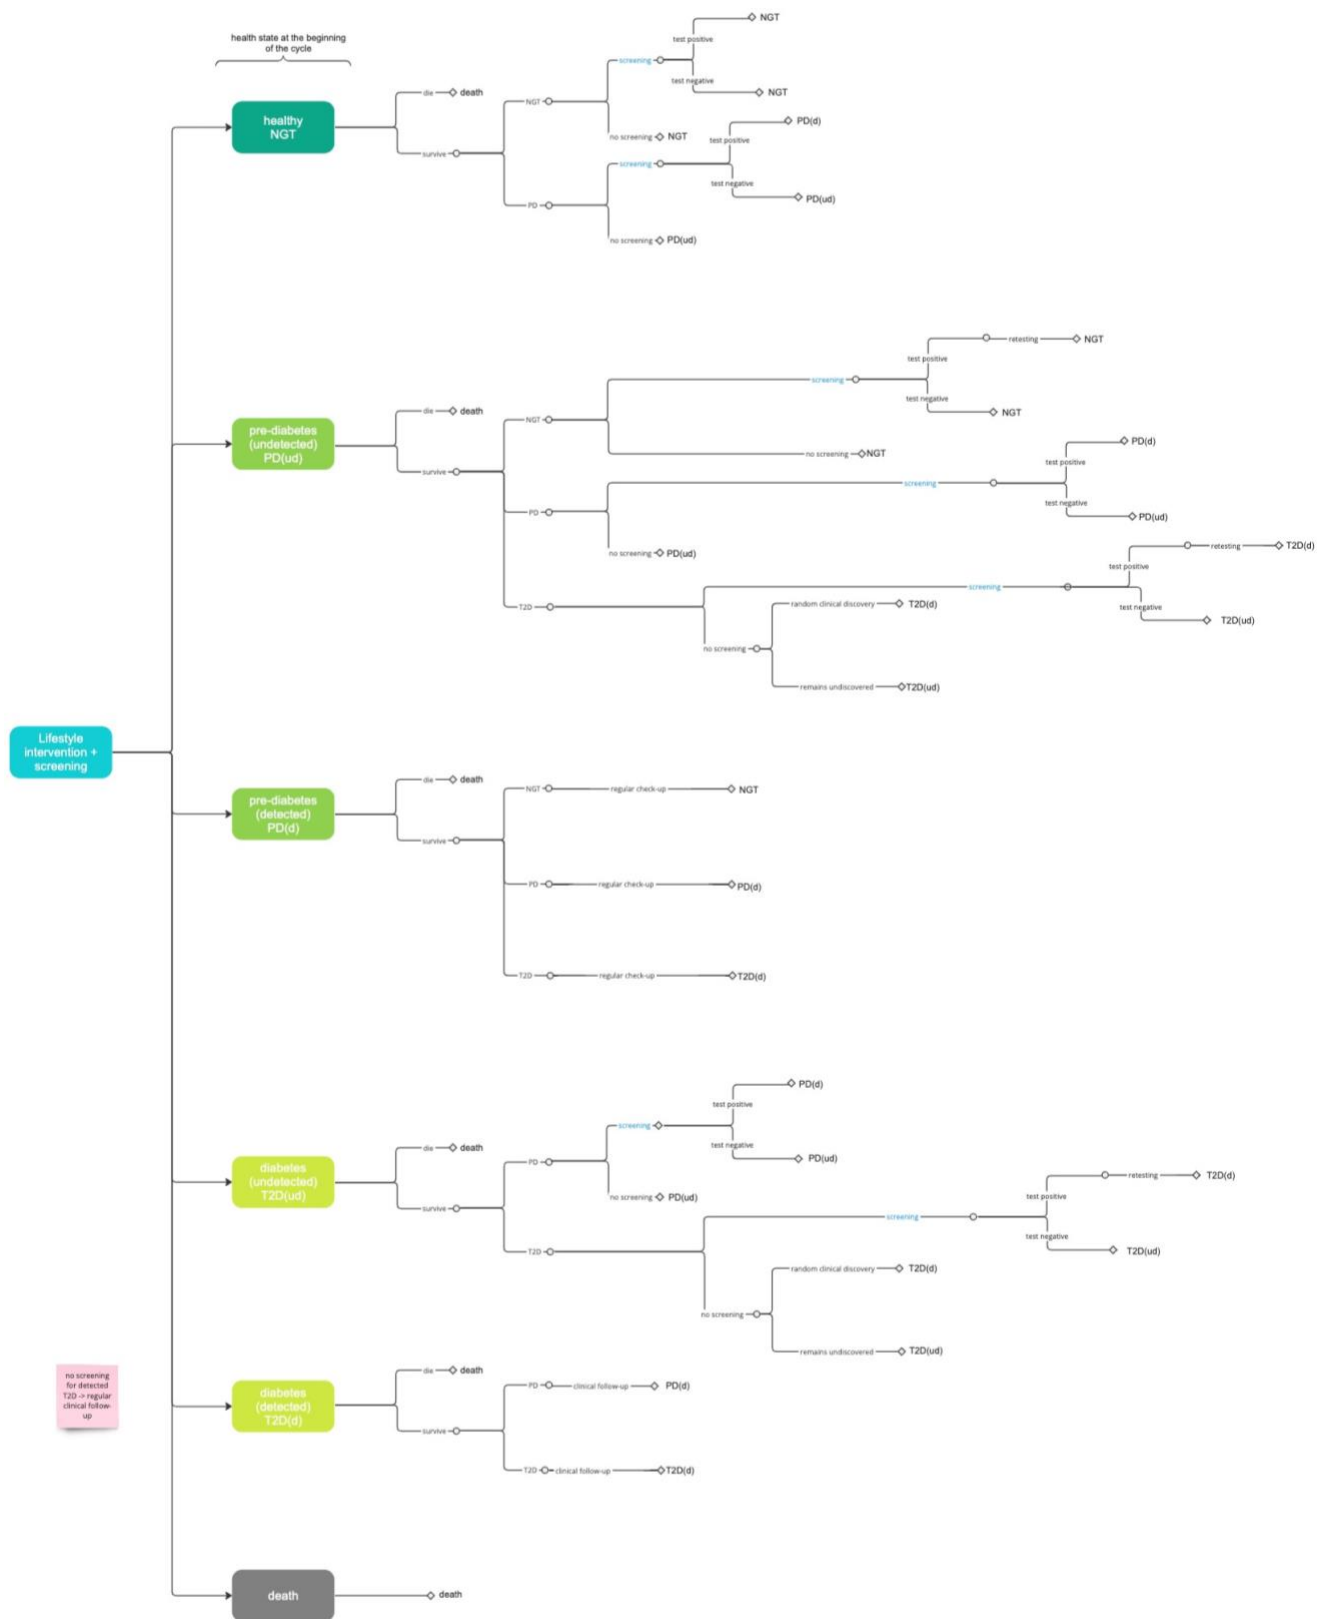 health state at the beginning
of the cycle
healthy
NGT
die
death
survive
NGT
screening
test positive
NGT
test negative
NGT
no screening
NGT
PD
screening
test positive
PD(d)
test negative
PD(ud)
no screening
PD(ud)
pre-diabetes
(undetected)
PD(ud)
die
death
survive
NGT
screening
test positive
retesting
NGT
test negative
NGT
no screening
NGT
PD
screening
test positive
PD(d)
test negative
PD(ud)
no screening
PD(ud)
T2D
screening
test positive
retesting
T2D(d)
test negative
T2D(ud)
no screening
random clinical discovery
T2D(d)
remains undiscovered
T2D(ud)
Lifestyle
intervention +
screening
pre-diabetes
(detected)
PD(d)
die
death
survive
NGT
regular check-up
NGT
PD
regular check-up
PD(d)
T2D
regular check-up
T2D(d)
diabetes
(undetected)
T2D(ud)
die
death
survive
PD
screening
test positive
PD(d)
test negative
PD(ud)
no screening
PD(ud)
T2D
screening
test positive
retesting
T2D(d)
test negative
T2D(ud)
no screening
random clinical discovery
T2D(d)
remains undiscovered
T2D(ud)
no screening
for detected
T2D -> regular
clinical follow-
up
diabetes
(detected)
T2D(d)
die
death
survive
PD
clinical follow-up
PD(d)
T2D
clinical follow-up
T2D(d)
death
death